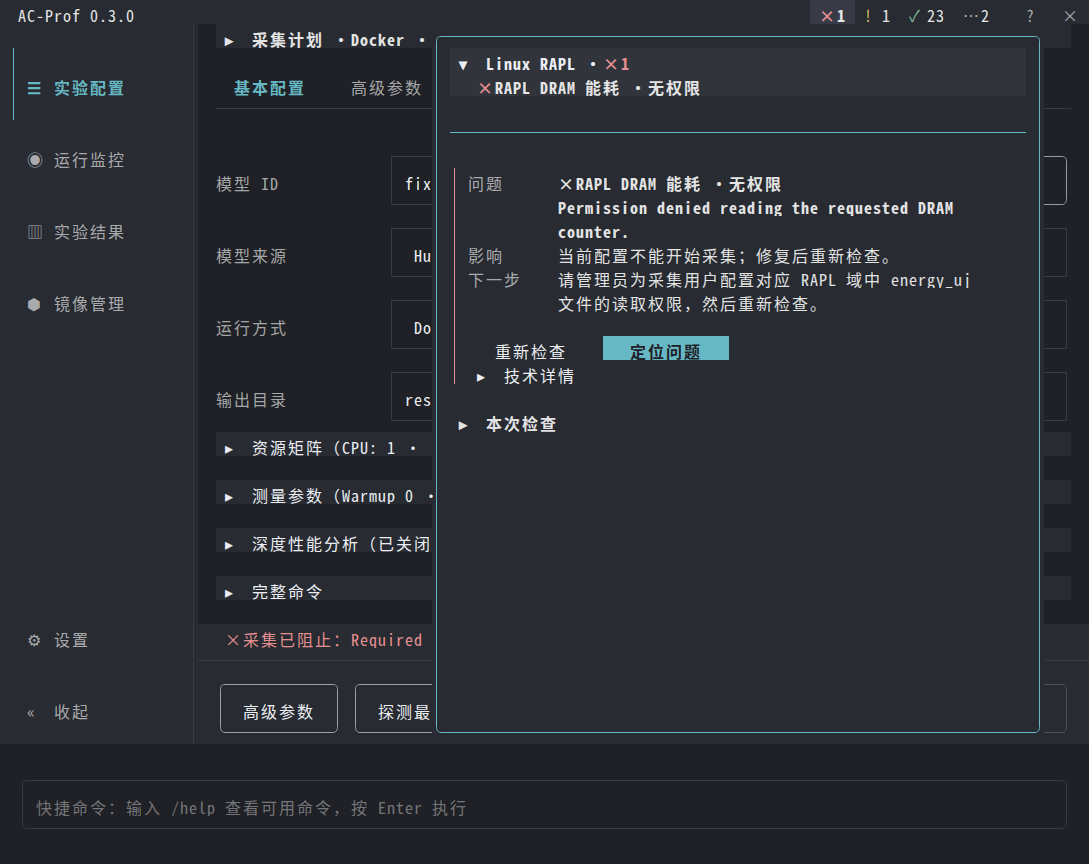 AC-Prof 0.3.0
×1 ! 1 ✓ 23 ⋯2 ? ×
▶ 采集计划 · Docker ·
☰ 实验配置
◉ 运行监控
▥ 实验结果
⬢ 镜像管理
⚙ 设置
« 收起
基本配置 高级参数
模型 ID fix
模型来源 Hu
运行方式 Do
输出目录 res
▶ 资源矩阵 (CPU: 1 ·
▶ 测量参数 (Warmup 0 ·
▶ 深度性能分析 (已关闭
▶ 完整命令
×采集已阻止: Required
高级参数 探测最
▼ Linux RAPL · ×1
×RAPL DRAM 能耗 · 无权限
问题 ×RAPL DRAM 能耗 · 无权限
Permission denied reading the requested DRAM
counter.
影响 当前配置不能开始采集；修复后重新检查。
下一步 请管理员为采集用户配置对应 RAPL 域中 energy_uj
文件的读取权限，然后重新检查。
重新检查 定位问题
▶ 技术详情
▶ 本次检查
快捷命令: 输入 /help 查看可用命令, 按 Enter 执行